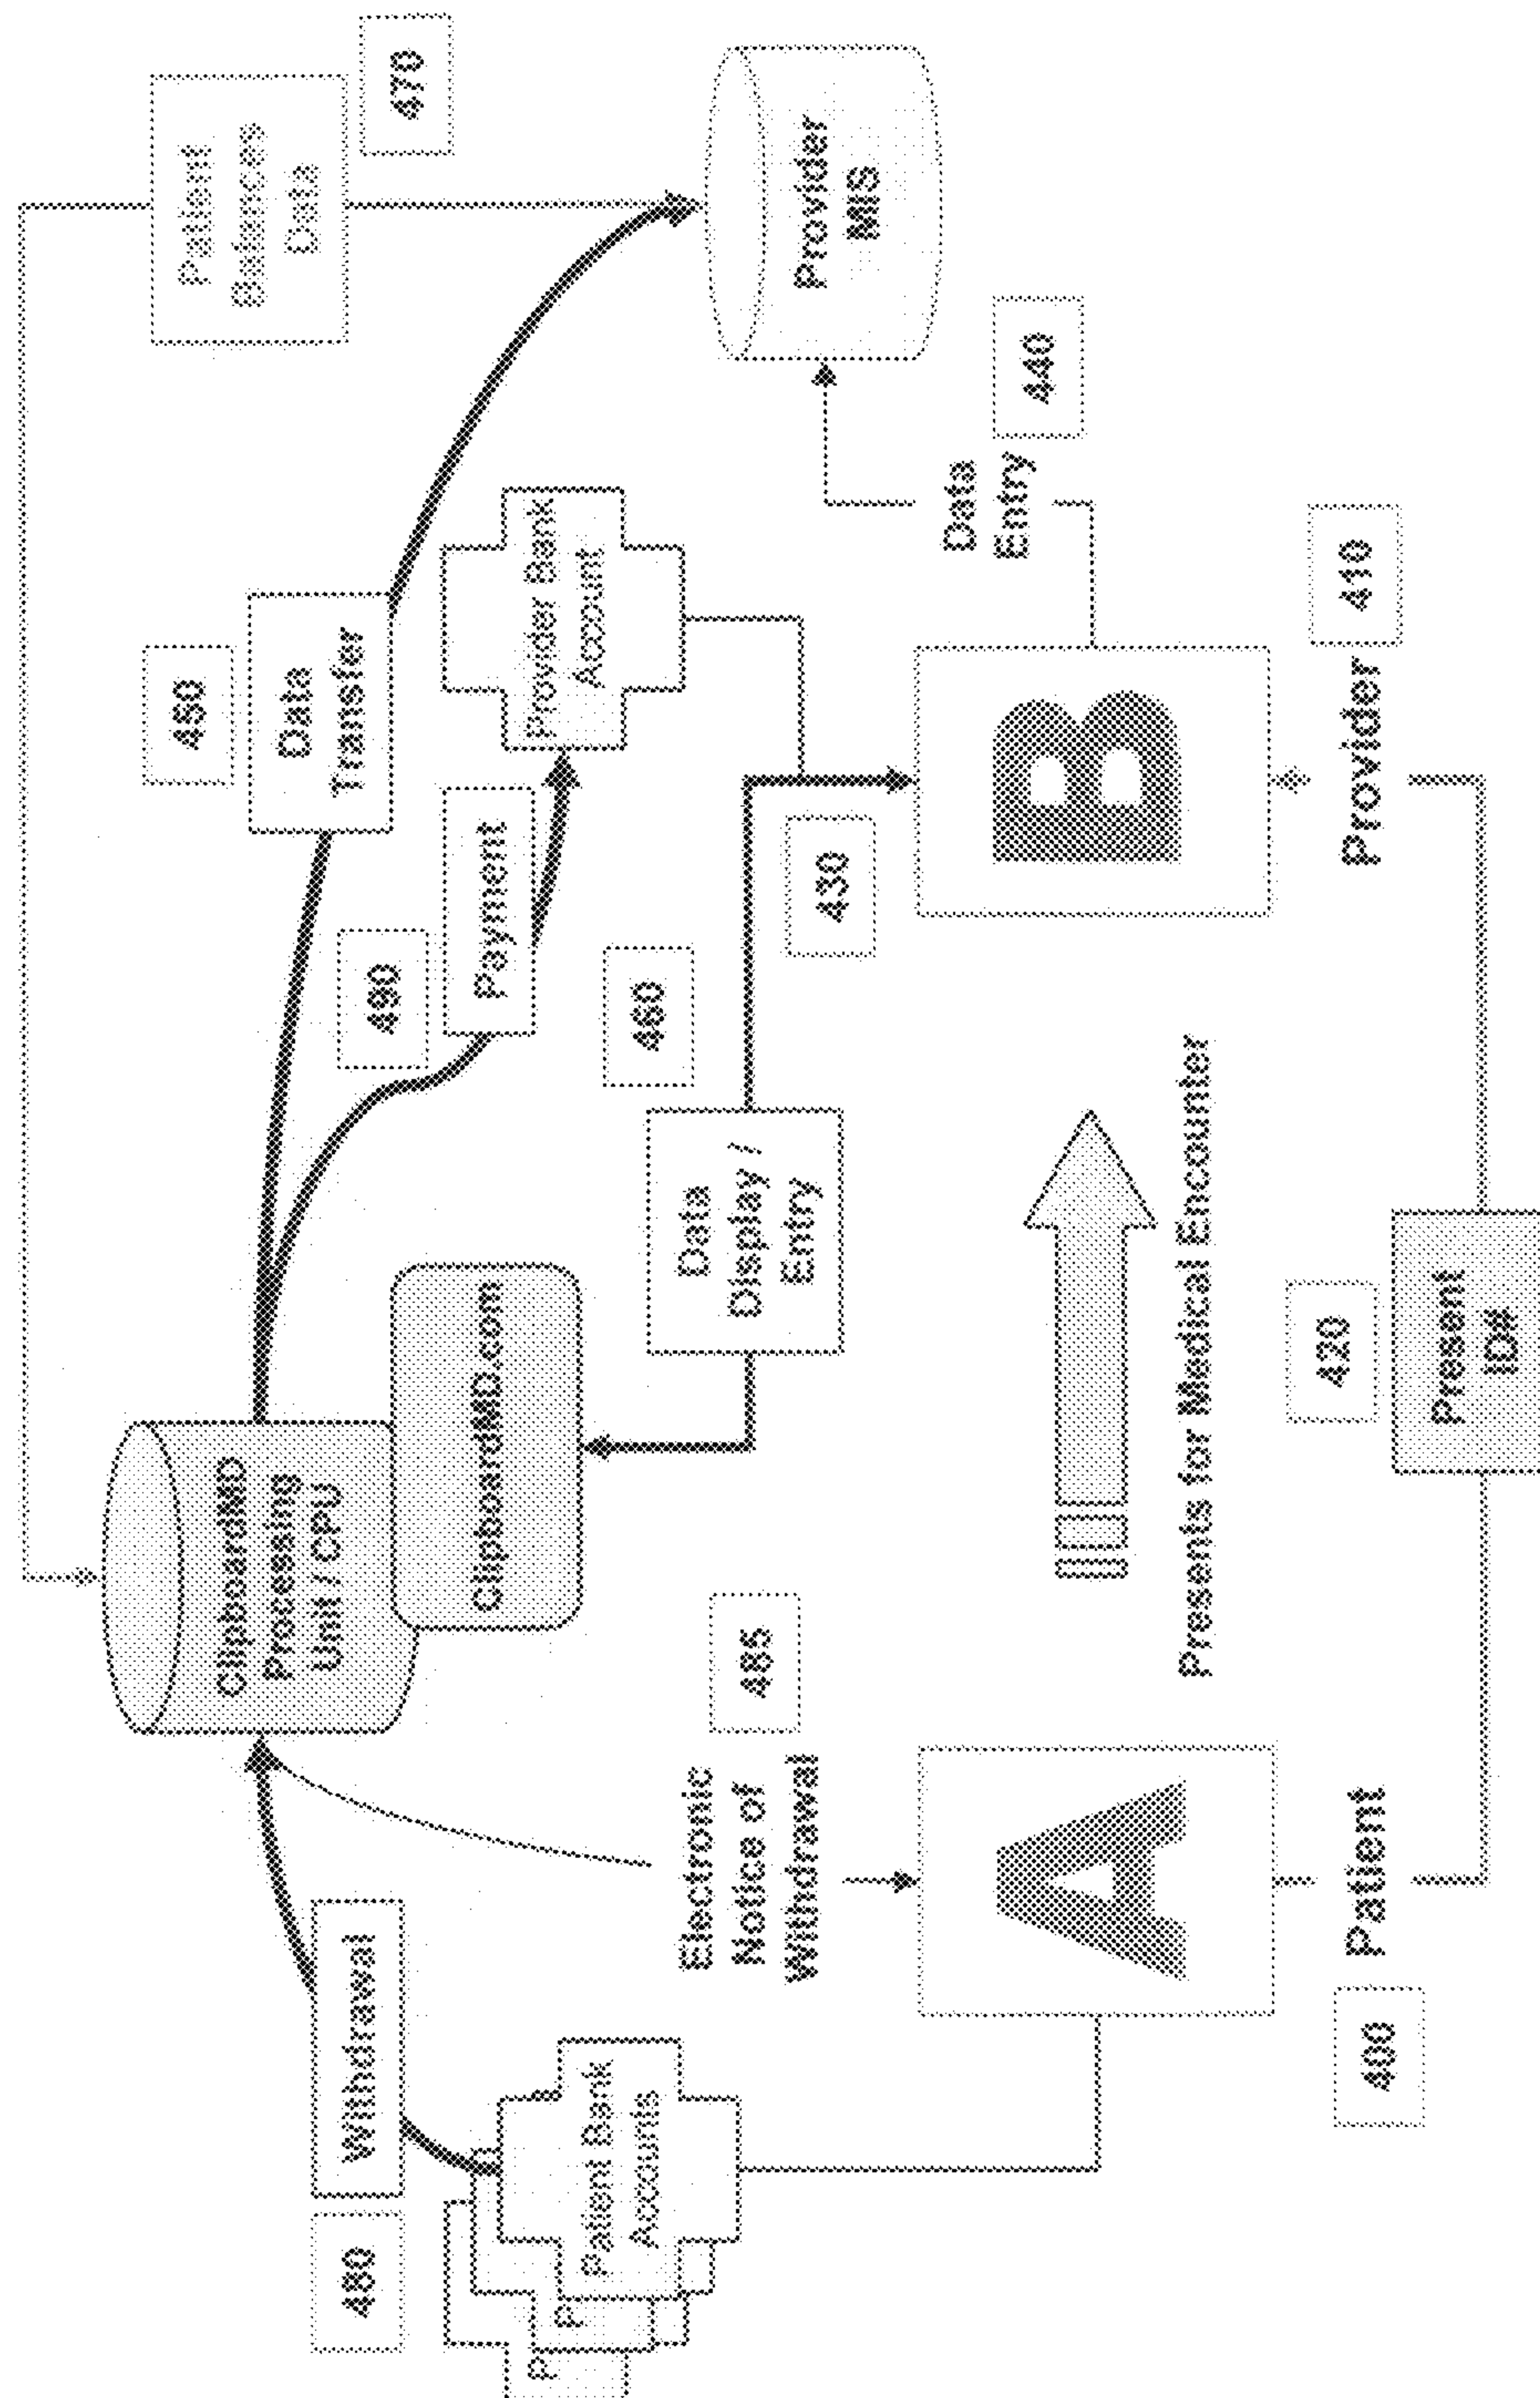 450
Patient
Balances
Data
ClipboardMD
Processing
Unit / CPU
Data
Transfer
480
Withdrawal
490
470
ClipboardMD.com
Payment
P
P
Patient Bank
Accounts
Provider Bank
Account
460
Electronic
Notice of
Withdrawal
485
Data
Display /
Entry
430
Provider
MIS
Data
Entry
440
A
B
Presents for Medical Encounter
420
400
Patient
Provider
410
Present
ID#